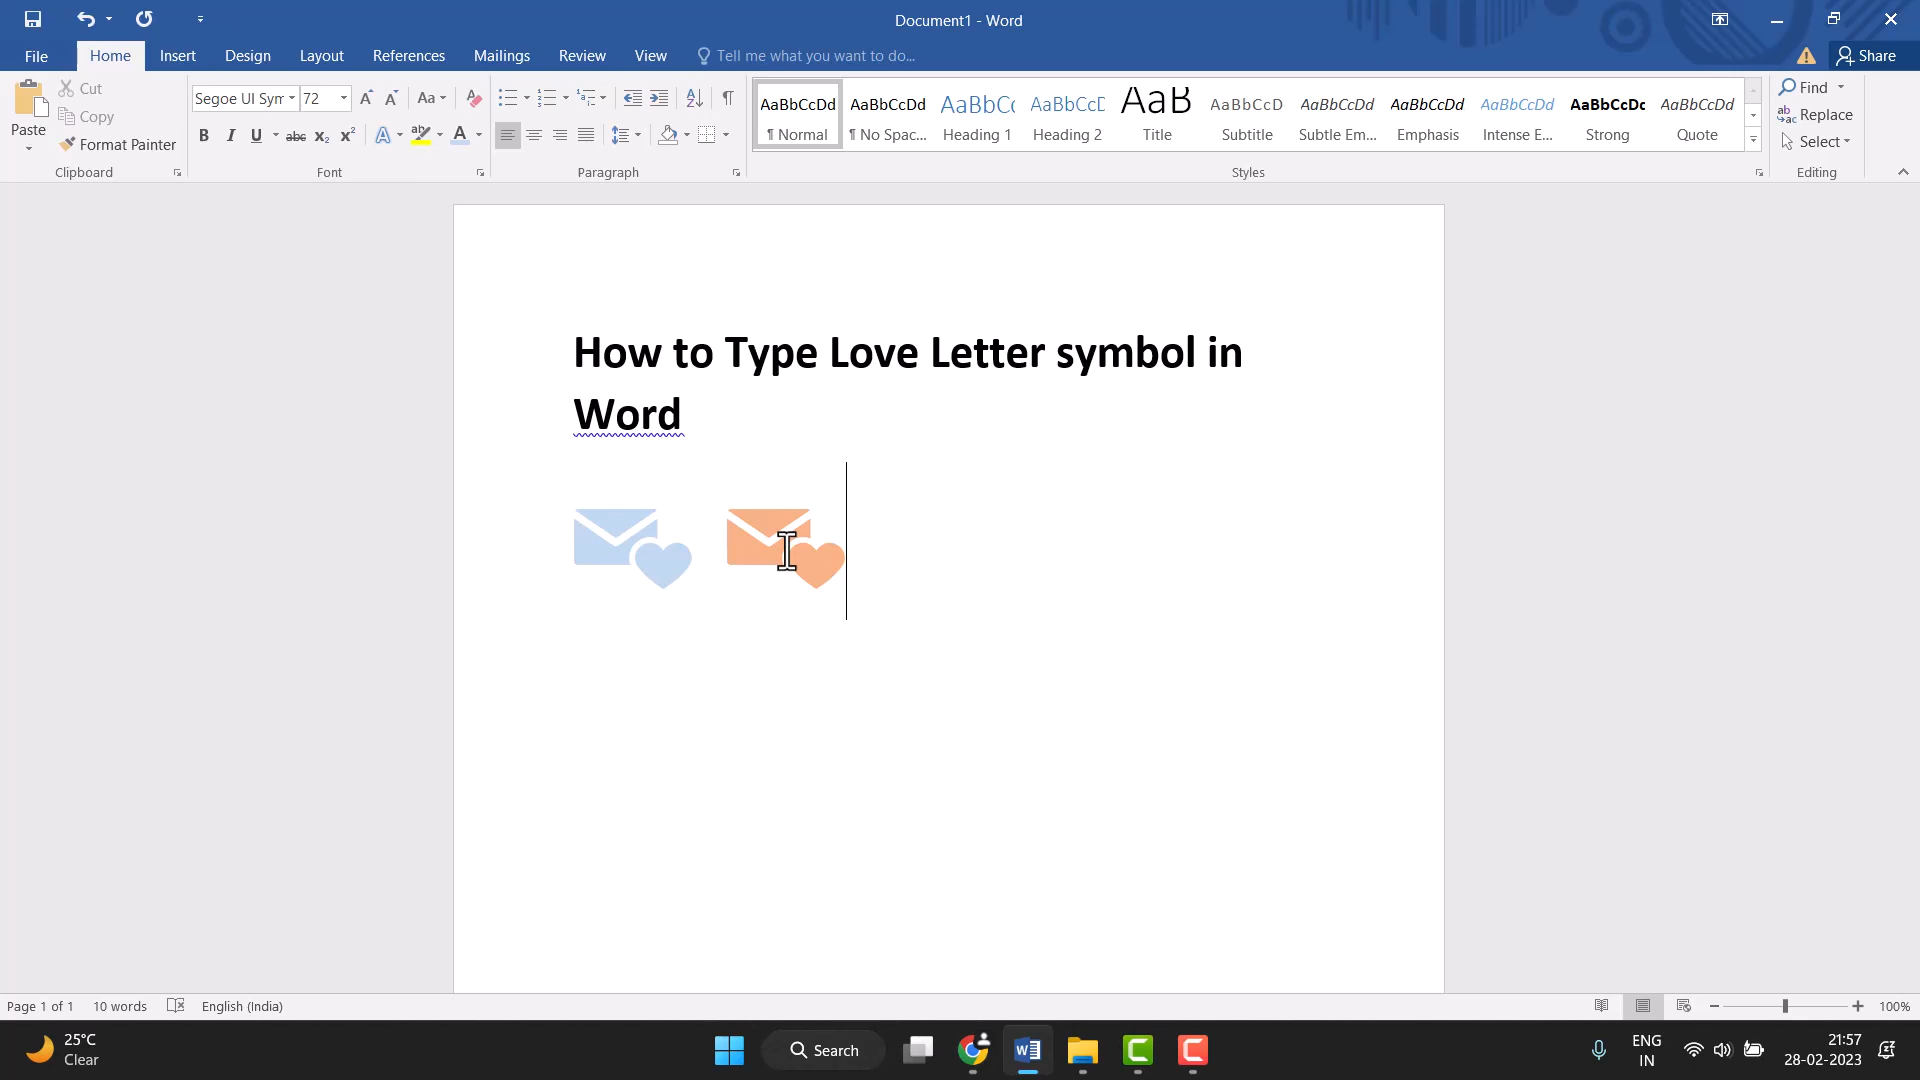 Document1 - Word
File Home Insert Design Layout References Mailings Review View Tell me what you want to do... Share
Paste
Cut
Copy
Format Painter
Clipboard
Segoe UI Sym 72
Font
Paragraph
AaBbCcDd AaBbCcDd AaBbCc AaBbCcD AaB AaBbCcD AaBbCcDd AaBbCcDd AaBbCcDd AaBbCcDc AaBbCcDd
¶ Normal ¶ No Spac... Heading 1 Heading 2 Title Subtitle Subtle Em... Emphasis Intense E... Strong Quote
Styles
Find
Replace
Select
Editing
How to Type Love Letter symbol in
Word
Page 1 of 1 10 words English (India) 100%
25°C
Clear
Search
ENG
IN
21:57
28-02-2023